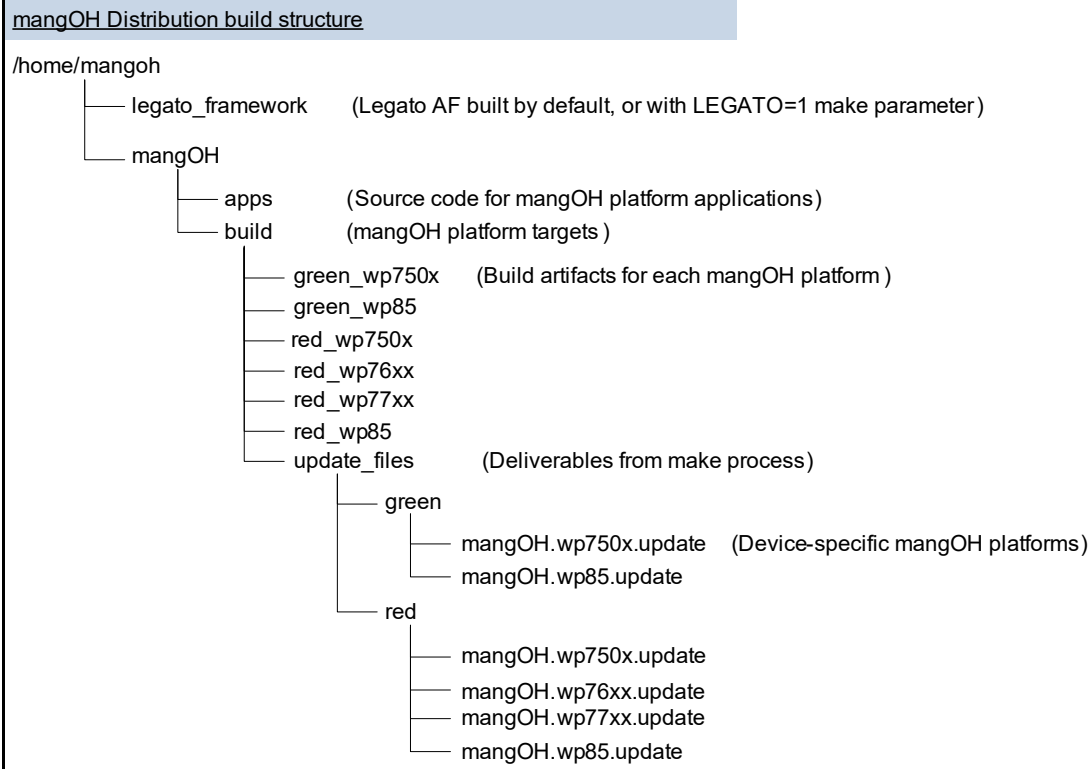 mangOH Distribution build structure
/home/mangoh
legato_framework (Legato AF built by default, or with LEGATO=1 make parameter)
mangOH
apps (Source code for mangOH platform applications)
build (mangOH platform targets)
green_wp750x (Build artifacts for each mangOH platform)
green_wp85
red_wp750x
red_wp76xx
red_wp77xx
red_wp85
update_files (Deliverables from make process)
green
mangOH.wp750x.update (Device-specific mangOH platforms)
mangOH.wp85.update
red
mangOH.wp750x.update
mangOH.wp76xx.update
mangOH.wp77xx.update
mangOH.wp85.update